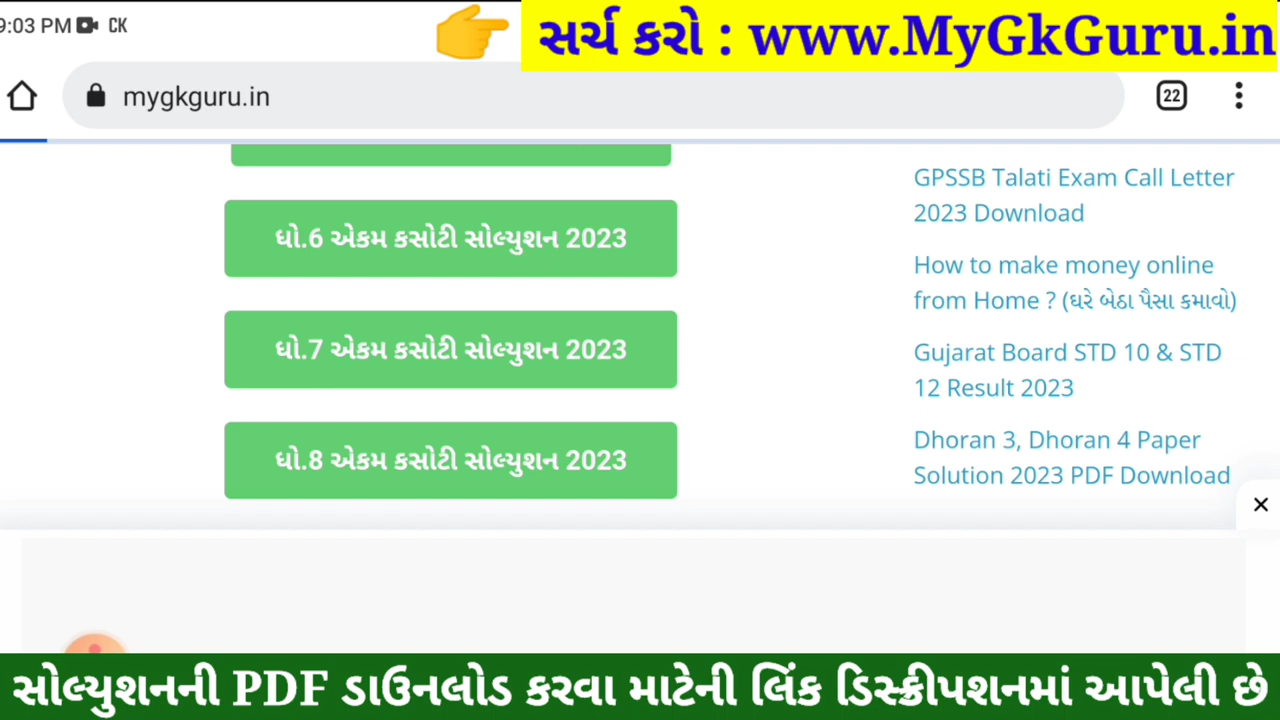 9:03 PM CK
સર્ચ કરો : www.MyGkGuru.in
mygkguru.in
22
ધો.6 એકમ કસોટી સોલ્યુશન 2023
ધો.7 એકમ કસોટી સોલ્યુશન 2023
ધો.8 એકમ કસોટી સોલ્યુશન 2023
GPSSB Talati Exam Call Letter
2023 Download
How to make money online
from Home ? (ઘરે બેઠા પૈસા કમાવો)
Gujarat Board STD 10 & STD
12 Result 2023
Dhoran 3, Dhoran 4 Paper
Solution 2023 PDF Download
સોલ્યુશનની PDF ડાઉનલોડ કરવા માટેની લિંક ડિસ્ક્રીપશનમાં આપેલી છે